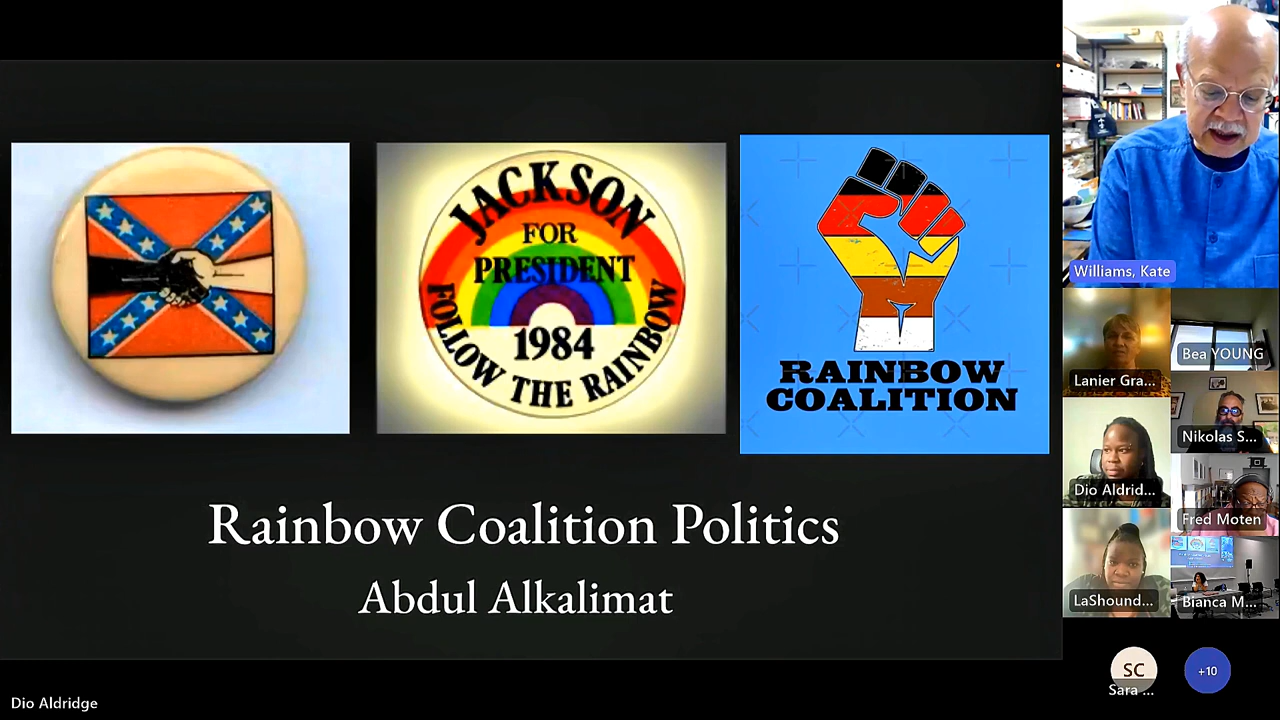 JACKSON
FOR
PRESIDENT
1984
FOLLOW THE RAINBOW
RAINBOW
COALITION
Rainbow Coalition Politics
Abdul Alkalimat
Williams, Kate
Lanier Gra...
Bea YOUNG
Nikolas S...
Dio Aldrid...
Fred Moten
LaShound...
Bianca M...
SC
Sara ...
+10
Dio Aldridge